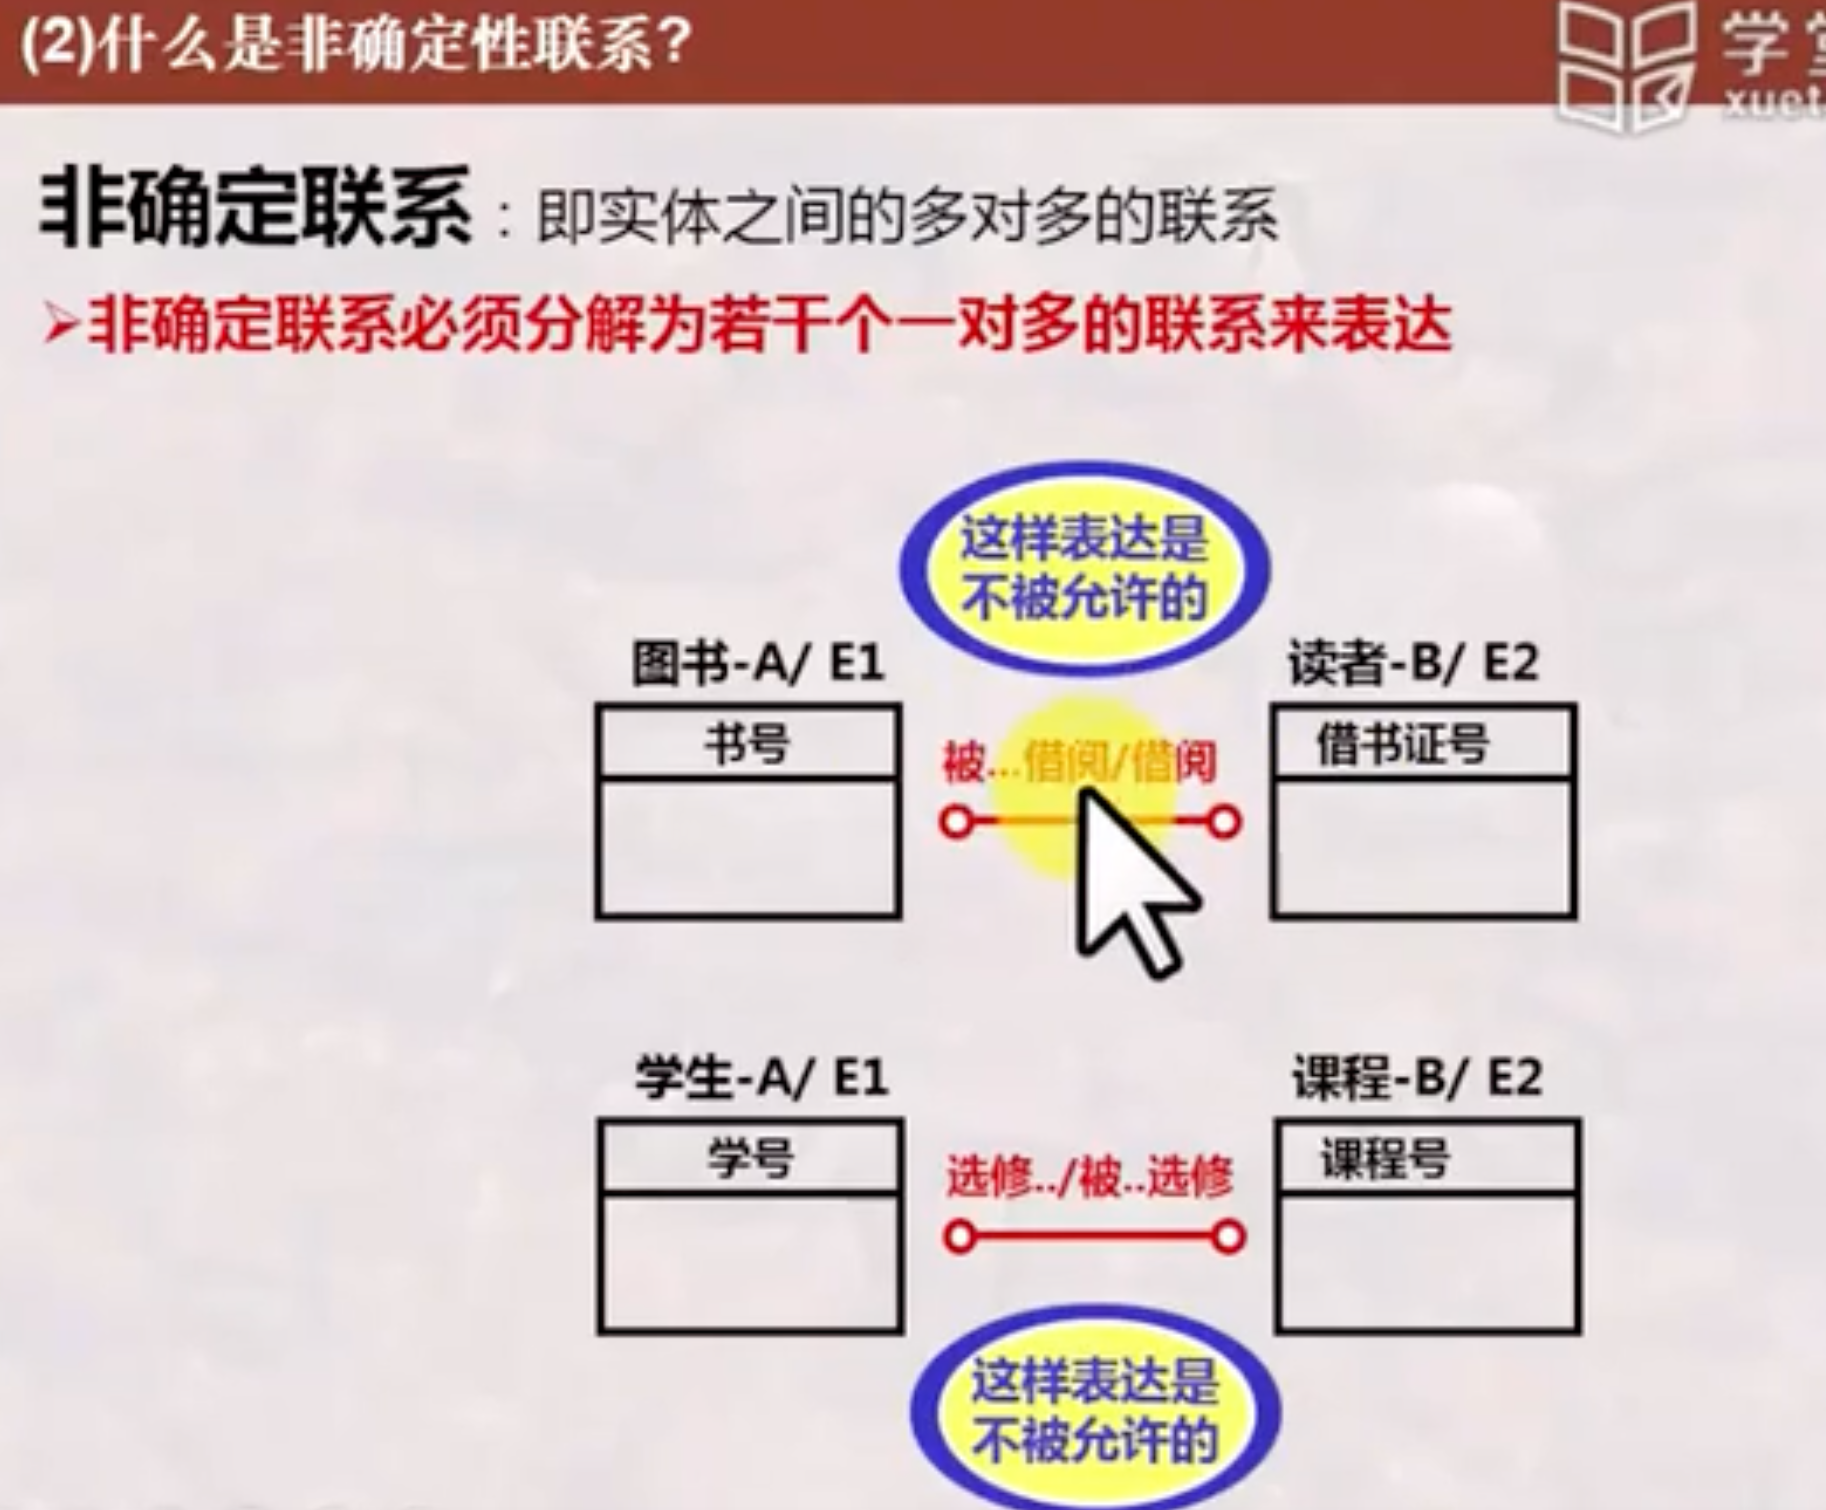 (2)什么是非确定性联系?
学
xuet
非确定联系:即实体之间的多对多的联系
➢非确定联系必须分解为若干个一对多的联系来表达
这样表达是
不被允许的
图书-A/ E1
读者-B/ E2
书号
被...借阅/借阅
借书证号
学生-A/ E1
课程-B/ E2
学号
选修../被..选修
课程号
这样表达是
不被允许的